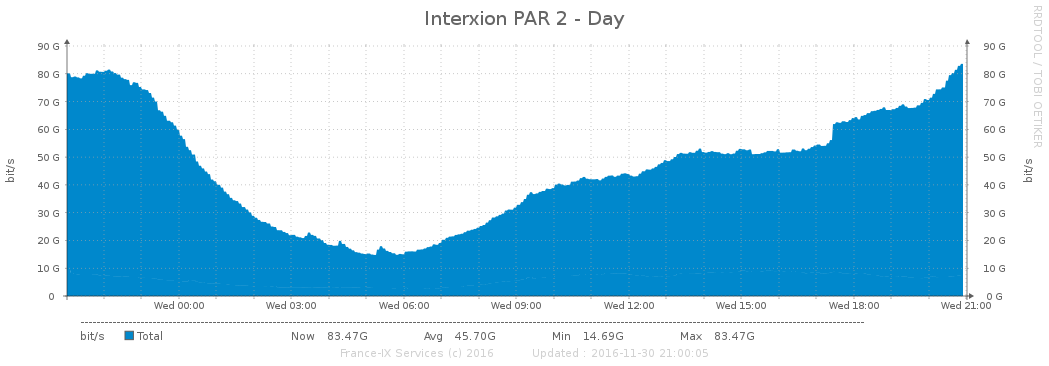 Interxion PAR 2 - Day
RRDTOOL / TOBI OETIKER
90 G 90 G
80 G 80 G
70 G 70 G
60 G 60 G
50 G 50 G
bit/s bit/s
40 G 40 G
30 G 30 G
20 G 20 G
10 G 10 G
0 0 G
Wed 00:00 Wed 03:00 Wed 06:00 Wed 09:00 Wed 12:00 Wed 15:00 Wed 18:00 Wed 21:00
bit/s Total Now 83.47G Avg 45.70G Min 14.69G Max 83.47G
France-IX Services (c) 2016 Updated : 2016-11-30 21:00:05